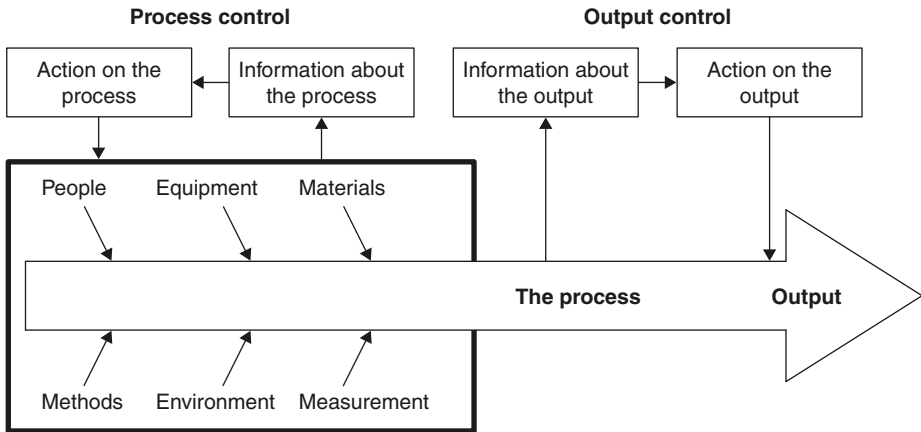 Process control
Output control
Action on the
process
Information about
the process
Information about
the output
Action on the
output
People
Equipment
Materials
The process
Output
Methods
Environment
Measurement